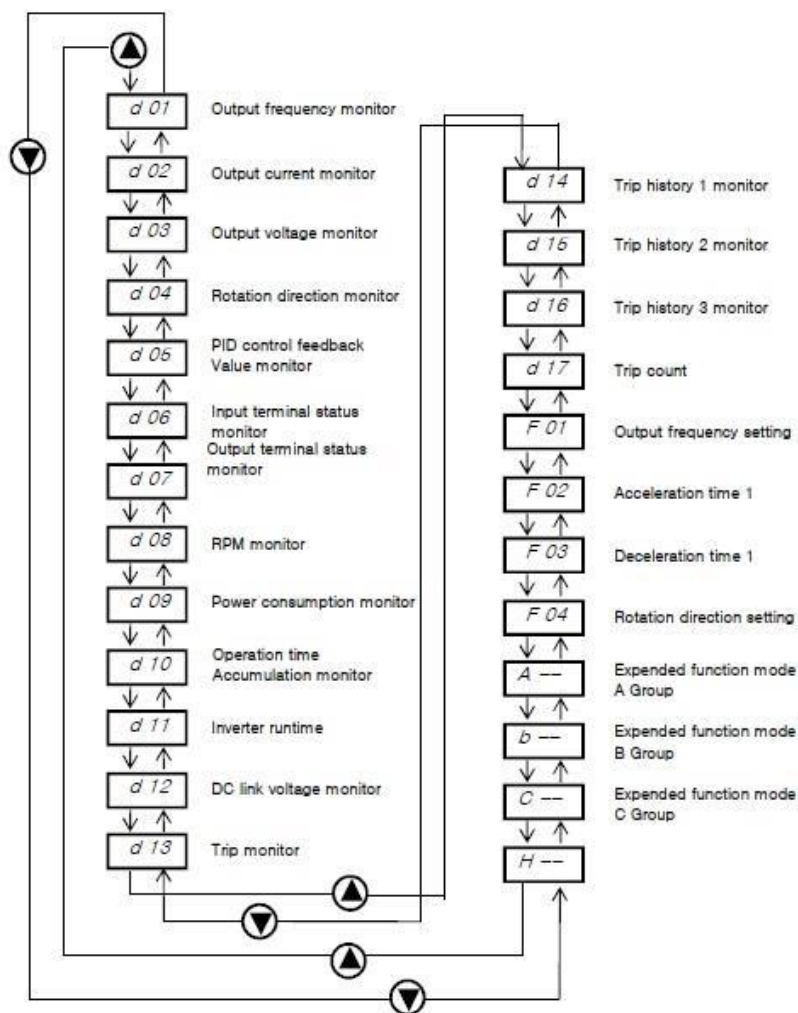 d 01 Output frequency monitor
d 02 Output current monitor
d 03 Output voltage monitor
d 04 Rotation direction monitor
d 05 PID control feedback
Value monitor
d 06 Input terminal status
monitor
Output terminal status
d 07 monitor
d 08 RPM monitor
d 09 Power consumption monitor
d 10 Operation time
Accumulation monitor
d 11 Inverter runtime
d 12 DC link voltage monitor
d 13 Trip monitor
d 14 Trip history 1 monitor
d 15 Trip history 2 monitor
d 16 Trip history 3 monitor
d 17 Trip count
F 01 Output frequency setting
F 02 Acceleration time 1
F 03 Deceleration time 1
F 04 Rotation direction setting
A -- Expended function mode
A Group
b -- Expended function mode
B Group
C -- Expended function mode
C Group
H --